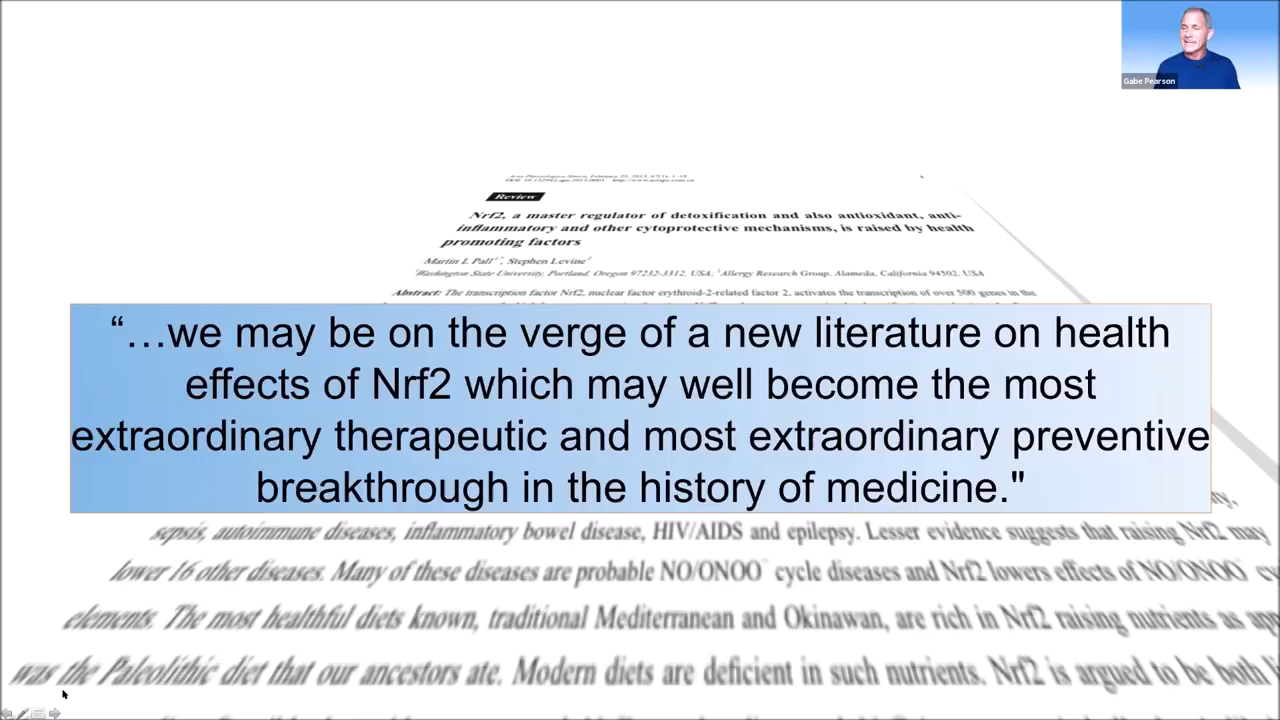 Gabe Pearson
Review
Nrf2, a master regulator of detoxification and also antioxidant, anti-
inflammatory and other cytoprotective mechanisms, is raised by health
promoting factors
Martin L Pall, Stephen Levine
Washington State University, Portland, Oregon 97232-3312, USA; Allergy Research Group, Alameda, California 94502, USA
Abstract: The transcription factor Nrf2, nuclear factor erythroid-2-related factor 2, activates the transcription of over 500 genes in the
“…we may be on the verge of a new literature on health
effects of Nrf2 which may well become the most
extraordinary therapeutic and most extraordinary preventive
breakthrough in the history of medicine."
sepsis, autoimmune diseases, inflammatory bowel disease, HIV/AIDS and epilepsy. Lesser evidence suggests that raising Nrf2 may
lower 16 other diseases. Many of these diseases are probable NO/ONOO⁻ cycle diseases and Nrf2 lowers effects of NO/ONOO⁻
elements. The most healthful diets known, traditional Mediterranean and Okinawan, are rich in Nrf2 raising nutrients as
was the Paleolithic diet that our ancestors ate. Modern diets are deficient in such nutrients. Nrf2 is argued to be both